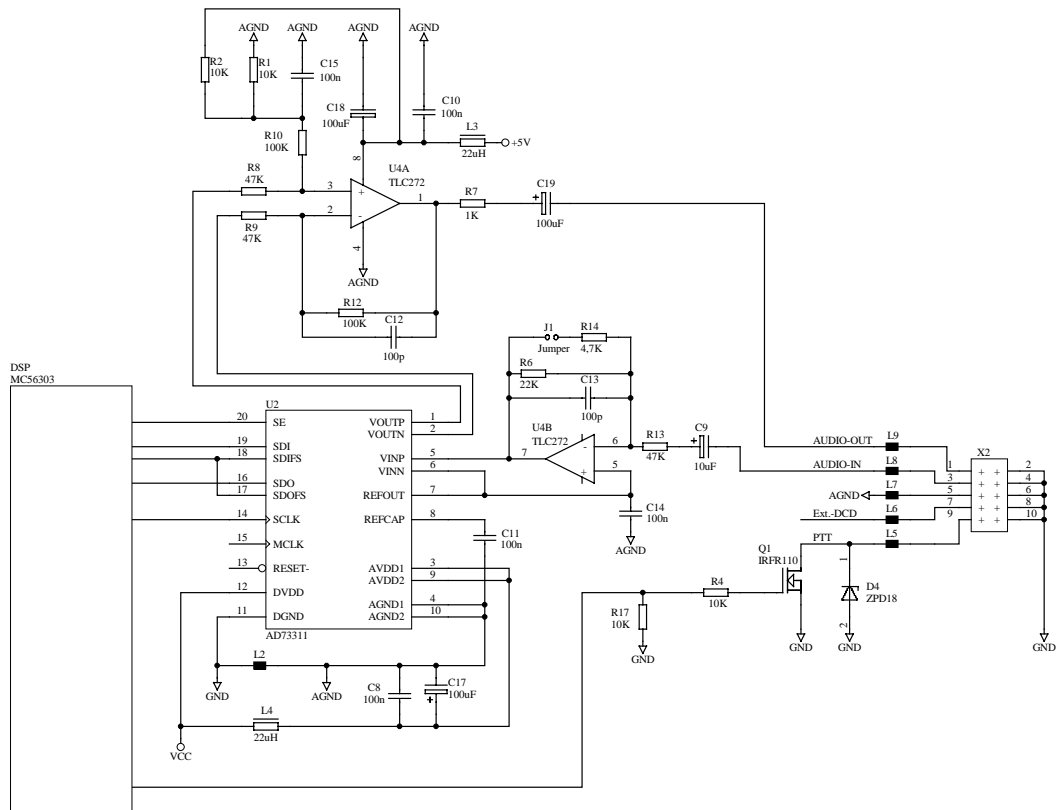 AGND AGND AGND AGND
R2 10K
R1 10K
C15 100n
C18 100uF
C10 100n
L3 22uH
+5V
R10 100K
8
U4A TLC272
R8 47K
3 +
2 -
1
4
R9 47K
R7 1K
C19 + 100uF
AGND
R12 100K
C12 100p
J1 Jumper
R14 4,7K
R6 22K
C13 100p
DSP
MC56303
U2
20 SE
19 SDI
18 SDIFS
16 SDO
17 SDOFS
14 SCLK
15 MCLK
13 RESET-
12 DVDD
11 DGND
VOUTP 1
VOUTN 2
VINP 5
VINN 6
REFOUT 7
REFCAP 8
AVDD1 3
AVDD2 9
AGND1 4
AGND2 10
AD73311
U4B TLC272
7
6 -
5 +
R13 47K
C9 + 10uF
C14 100n
AGND
C11 100n
AUDIO-OUT L9
AUDIO-IN L8
AGND L7
Ext.-DCD L6
PTT L5
X2
1 + + 2
3 + + 4
5 + + 6
7 + + 8
9 + + 10
Q1
IRFR110
R4 10K
R17 10K
GND
1
D4 ZPD18
2
GND GND GND
L2
GND AGND
C8 100n
C17 100uF +
L4 22uH
VCC